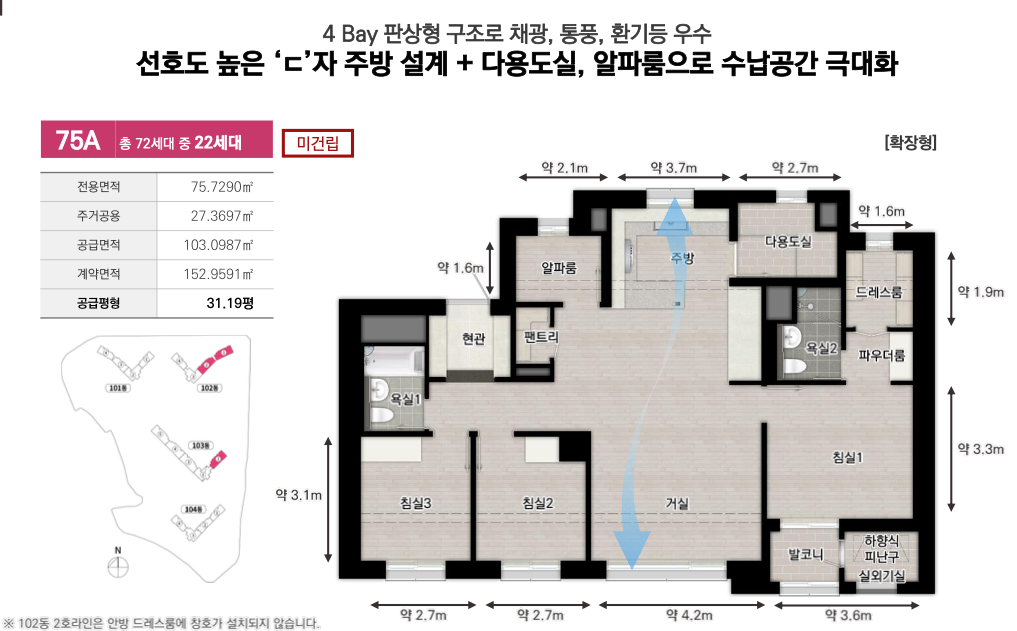 4 Bay 판상형 구조로 채광, 통풍, 환기등 우수
선호도 높은 ‘ㄷ’자 주방 설계 + 다용도실, 알파룸으로 수납공간 극대화
75A 총 72세대 중 22세대
미건립
[확장형]
전용면적 75.7290㎡
주거공용 27.3697㎡
공급면적 103.0987㎡
계약면적 152.9591㎡
공급평형 31.19평
약 2.1m
약 3.7m
약 2.7m
약 1.6m
약 1.6m
약 1.9m
약 3.3m
약 3.1m
알파룸
주방
다용도실
드레스룸
현관
팬트리
욕실2
파우더룸
욕실1
침실1
침실3
침실2
거실
발코니
하향식
피난구
실외기실
약 2.7m
약 2.7m
약 4.2m
약 3.6m
101동
102동
103동
104동
N
※ 102동 2호라인은 안방 드레스룸에 창호가 설치되지 않습니다.